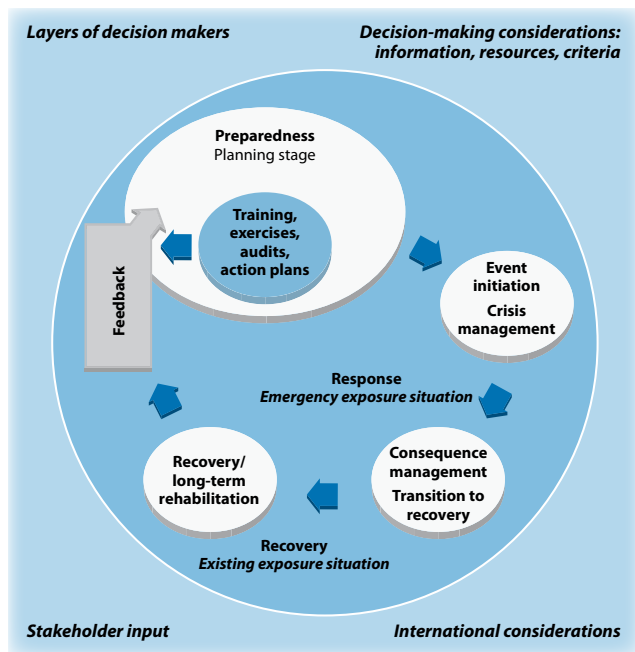 Layers of decision makers
Decision-making considerations:
information, resources, criteria
Preparedness
Planning stage
Training,
exercises,
audits,
action plans
Feedback
Event
initiation
Crisis
management
Response
Emergency exposure situation
Consequence
management
Transition to
recovery
Recovery/
long-term
rehabilitation
Recovery
Existing exposure situation
Stakeholder input
International considerations